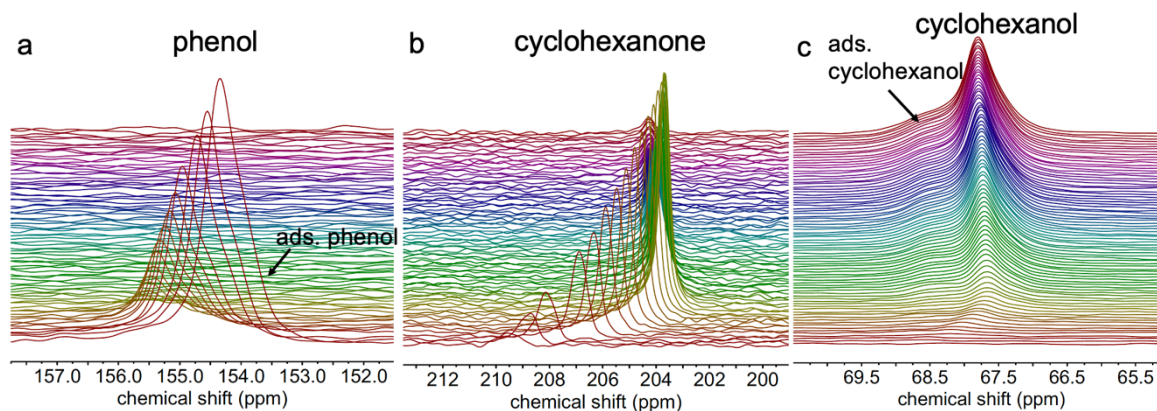 a
phenol
ads. phenol
157.0 156.0 155.0 154.0 153.0 152.0
chemical shift (ppm)
b
cyclohexanone
212 210 208 206 204 202 200
chemical shift (ppm)
c
cyclohexanol
ads.
cyclohexanol
69.5 68.5 67.5 66.5 65.5
chemical shift (ppm)